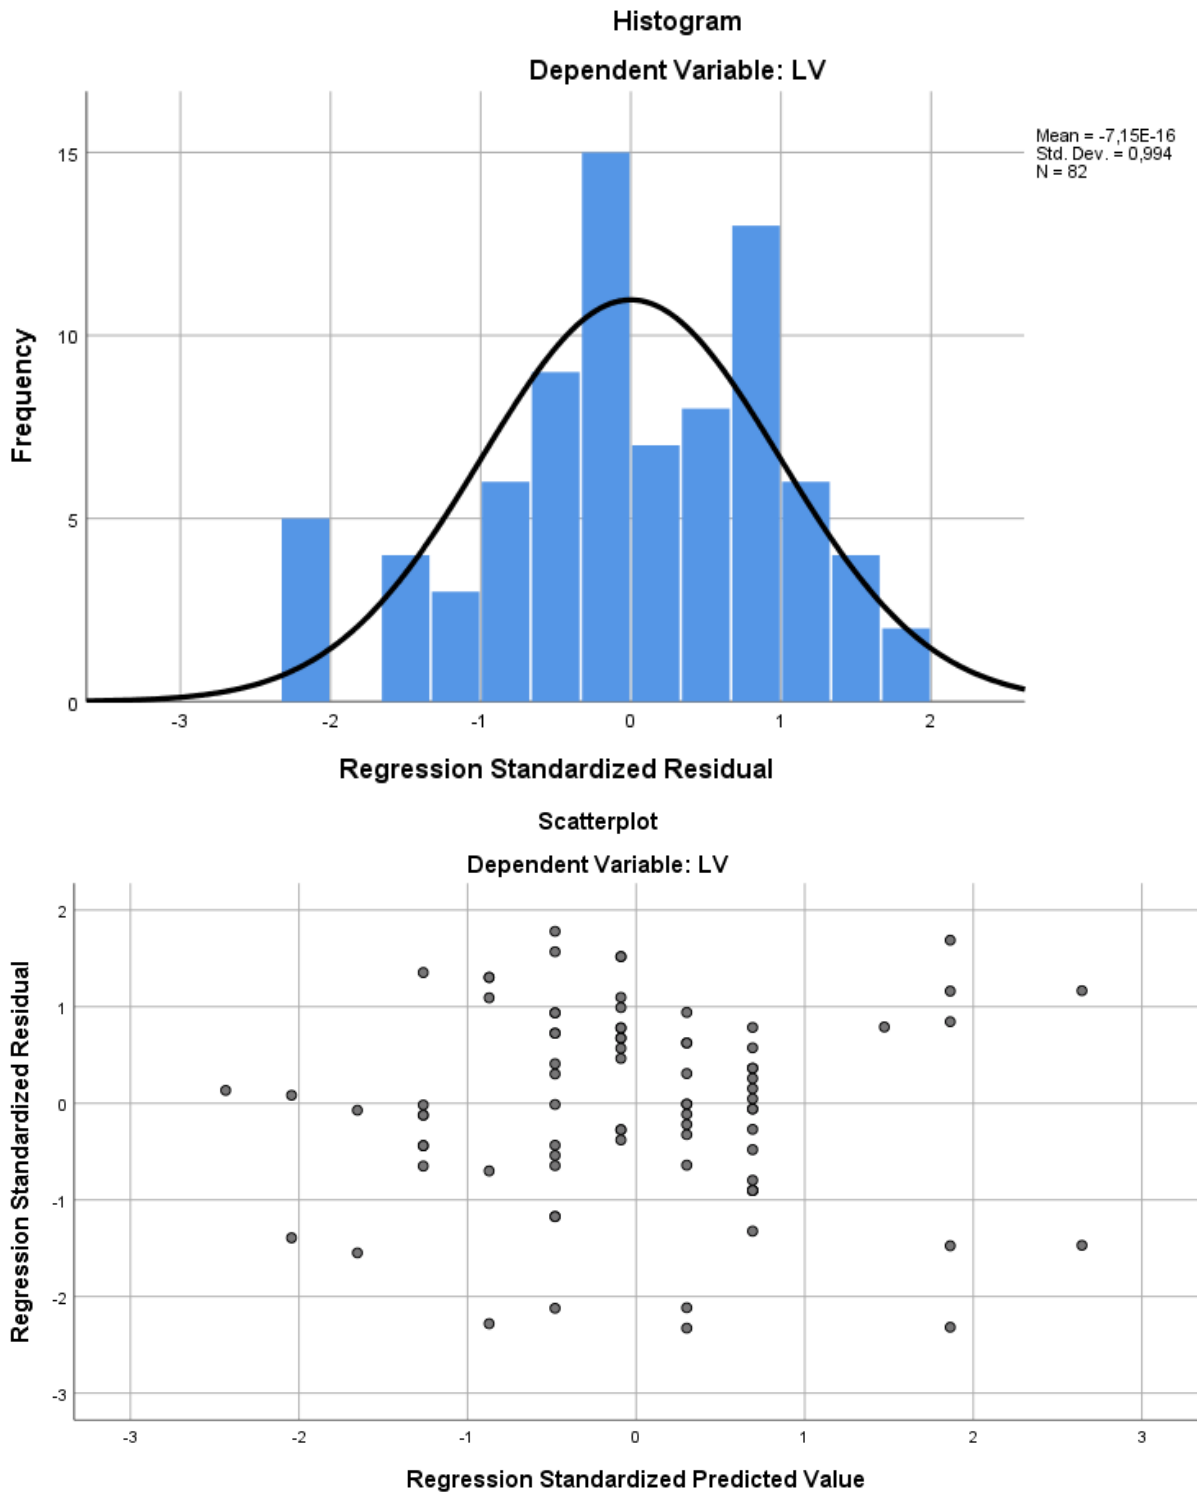 Histogram
Dependent Variable: LV
Mean = -7,15E-16
Std. Dev. = 0,994
N = 82
Frequency
15
10
5
0
-3 -2 -1 0 1 2
Regression Standardized Residual
Scatterplot
Dependent Variable: LV
Regression Standardized Residual
2
1
0
-1
-2
-3
-3 -2 -1 0 1 2 3
Regression Standardized Predicted Value